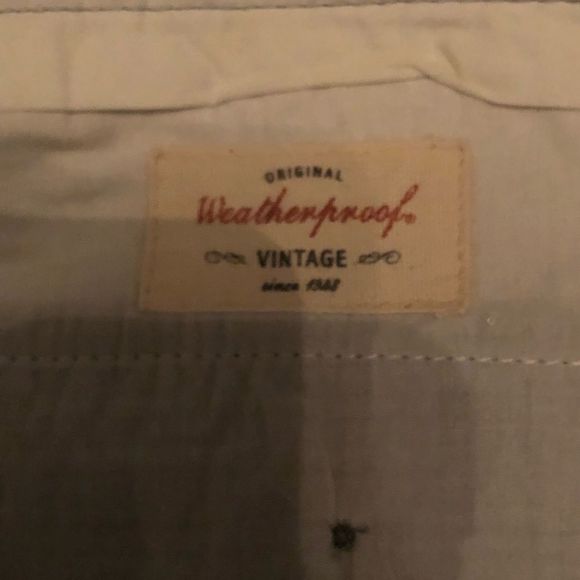 ORIGINAL
Weatherproof®
VINTAGE
since 1948